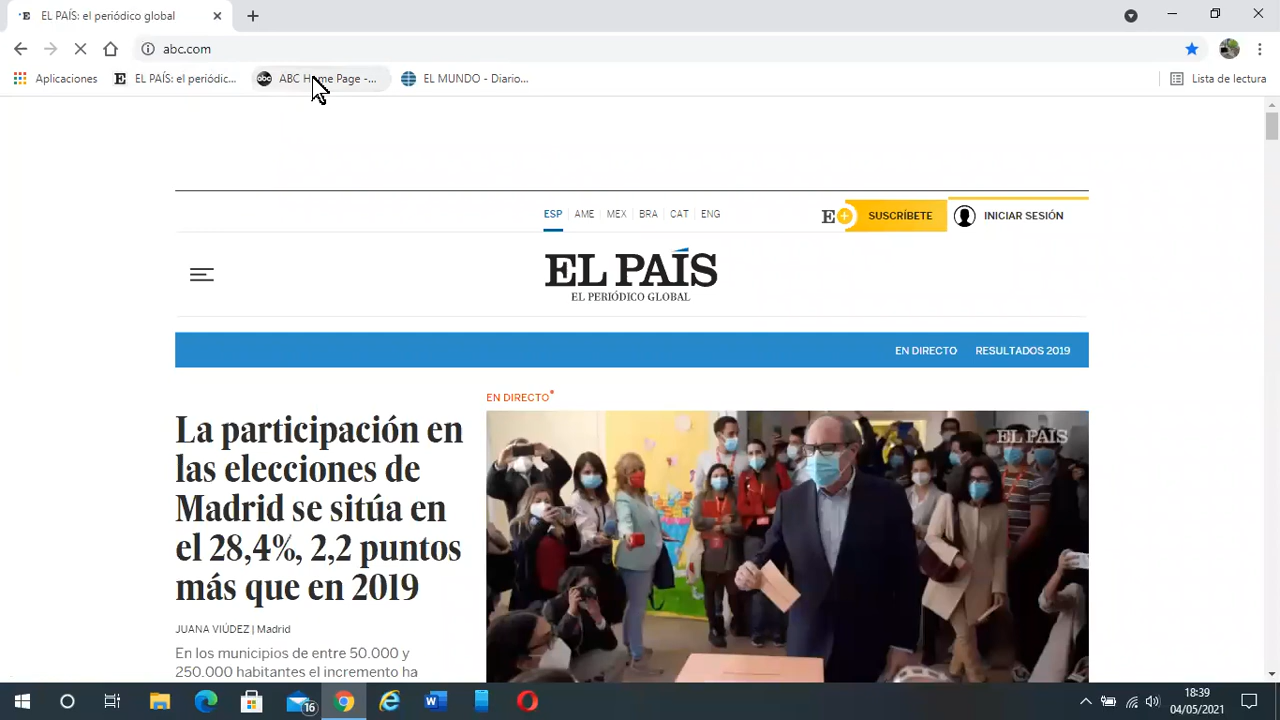 EL PAÍS: el periódico global
abc.com
Aplicaciones
EL PAÍS: el periódic...
abc
ABC Home Page -...
EL MUNDO - Diario...
Lista de lectura
ESP AME MEX BRA CAT ENG
E+
SUSCRÍBETE
INICIAR SESIÓN
EL PAÍS
EL PERIÓDICO GLOBAL
EN DIRECTO RESULTADOS 2019
EN DIRECTO
La participación en
las elecciones de
Madrid se sitúa en
el 28,4%, 2,2 puntos
más que en 2019
JUANA VIÚDEZ | Madrid
En los municipios de entre 50.000 y
250.000 habitantes el incremento ha
EL PAÍS
16
18:39
04/05/2021